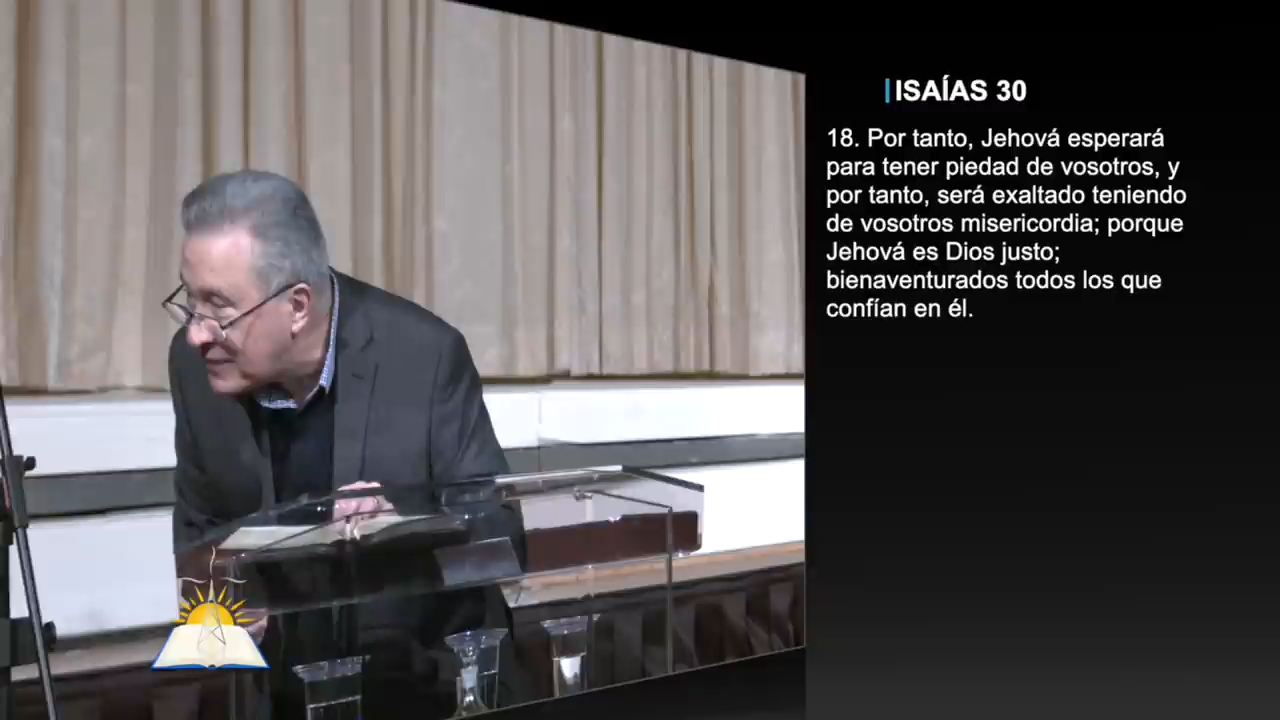 ISAÍAS 30
18. Por tanto, Jehová esperará
para tener piedad de vosotros, y
por tanto, será exaltado teniendo
de vosotros misericordia; porque
Jehová es Dios justo;
bienaventurados todos los que
confían en él.